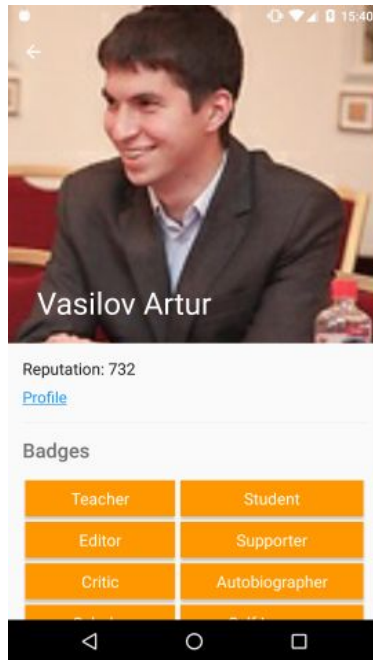 15:40
Vasilov Artur
Reputation: 732
Profile
Badges
Teacher Student
Editor Supporter
Critic Autobiographer